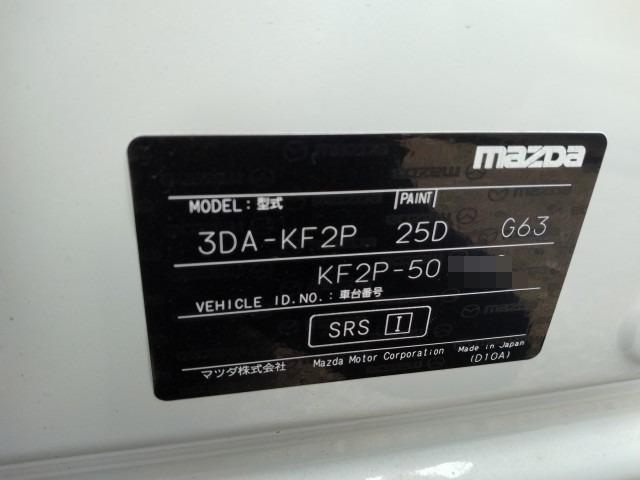 mazda
MODEL : 型式 PAINT
3DA-KF2P 25D G63
KF2P-50
VEHICLE ID.NO. : 車台番号
SRS I
マツダ株式会社 Mazda Motor Corporation Made in Japan
(D10A)